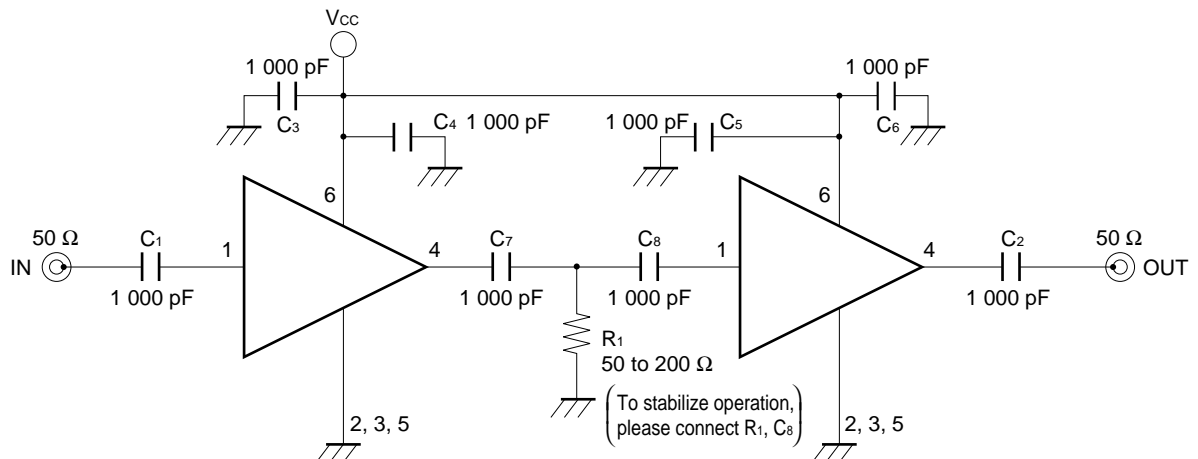 VCC
1 000 pF
C3
C4 1 000 pF
1 000 pF C5
1 000 pF
C6
6
6
IN
50 Ω
C1
1 000 pF
1
4
C7
1 000 pF
C8
1 000 pF
1
4
C2
1 000 pF
50 Ω
OUT
R1
50 to 200 Ω
(To stabilize operation,
please connect R1, C8)
2, 3, 5
2, 3, 5